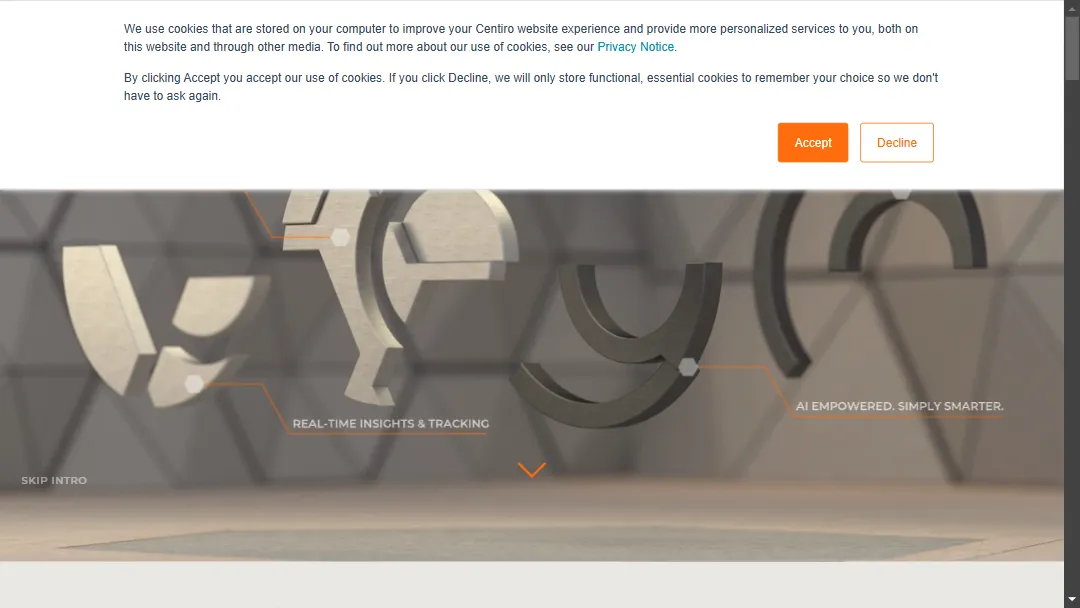 We use cookies that are stored on your computer to improve your Centiro website experience and provide more personalized services to you, both on
this website and through other media. To find out more about our use of cookies, see our Privacy Notice.
By clicking Accept you accept our use of cookies. If you click Decline, we will only store functional, essential cookies to remember your choice so we don't
have to ask again.
Accept Decline
AI EMPOWERED. SIMPLY SMARTER.
REAL-TIME INSIGHTS & TRACKING
SKIP INTRO